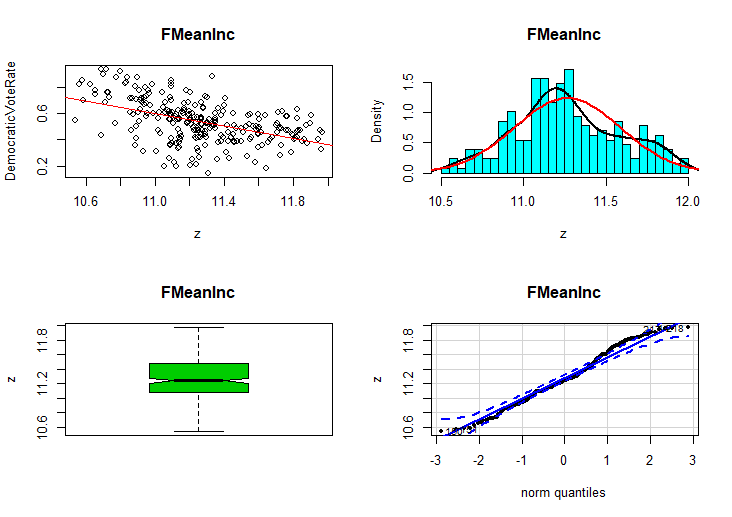 FMeanInc
DemocraticVoteRate
0.2
0.6
10.6
11.0
11.4
11.8
z
FMeanInc
Density
0.0
0.5
1.0
1.5
10.5
11.0
11.5
12.0
z
FMeanInc
z
10.6
11.2
11.8
FMeanInc
z
10.6
11.2
11.8
-3
-2
-1
0
1
2
3
norm quantiles